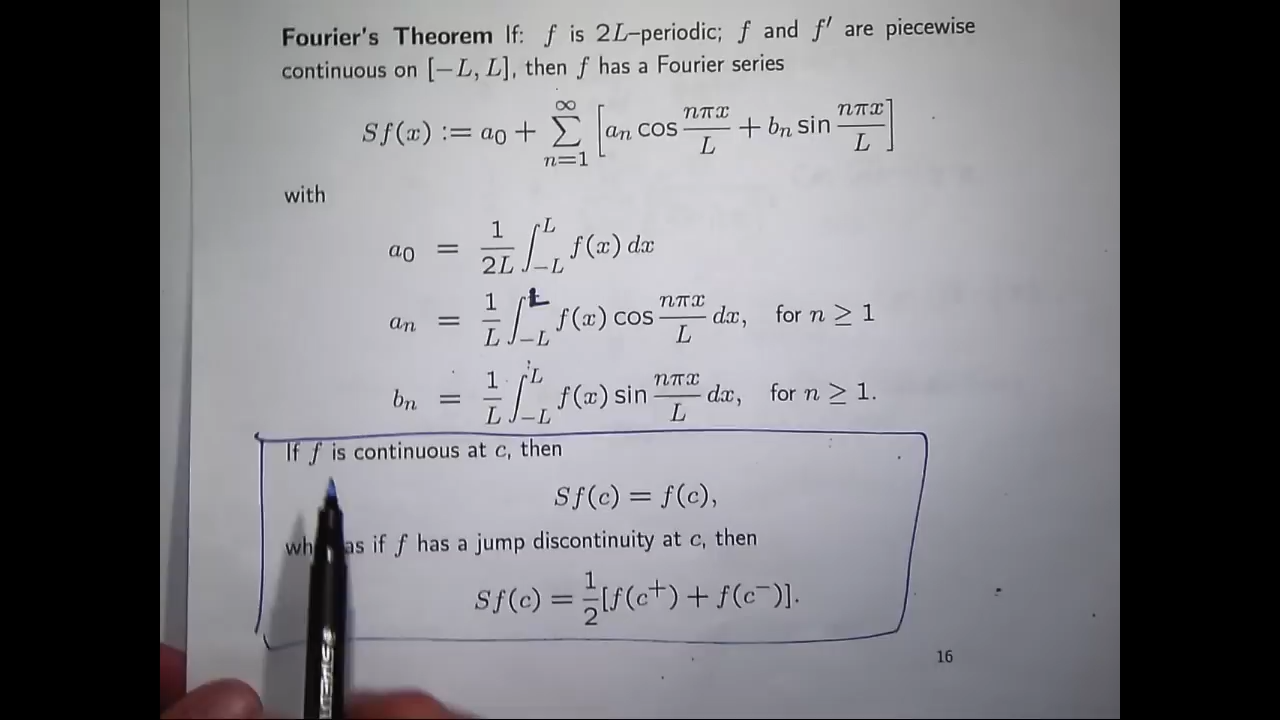 Fourier's Theorem If: f is 2L–periodic; f and f′ are piecewise
continuous on [−L, L], then f has a Fourier series
Sf(x) := a₀ + ∑_{n=1}^{∞} [aₙ cos nπx/L + bₙ sin nπx/L]
with
a₀ = 1/2L ∫_{−L}^{L} f(x) dx
aₙ = 1/L ∫_{−L}^{L} f(x) cos nπx/L dx, for n ≥ 1
bₙ = 1/L ∫_{−L}^{L} f(x) sin nπx/L dx, for n ≥ 1.
If f is continuous at c, then
Sf(c) = f(c),
as if f has a jump discontinuity at c, then
Sf(c) = 1/2[f(c⁺) + f(c⁻)].
16